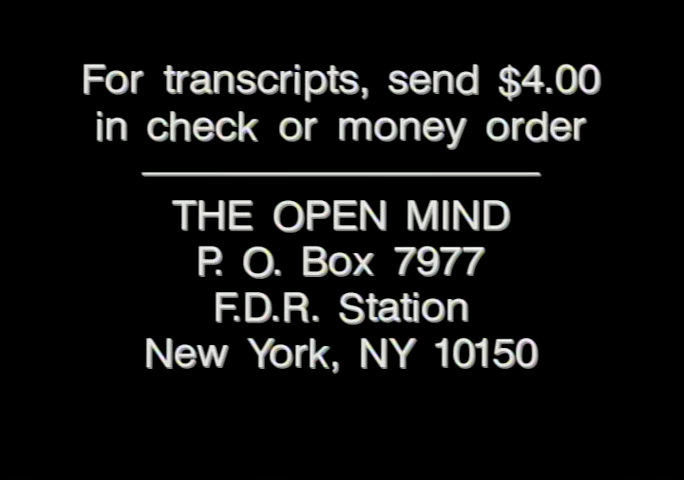 For transcripts, send $4.00
in check or money order
THE OPEN MIND
P. O. Box 7977
F.D.R. Station
New York, NY 10150